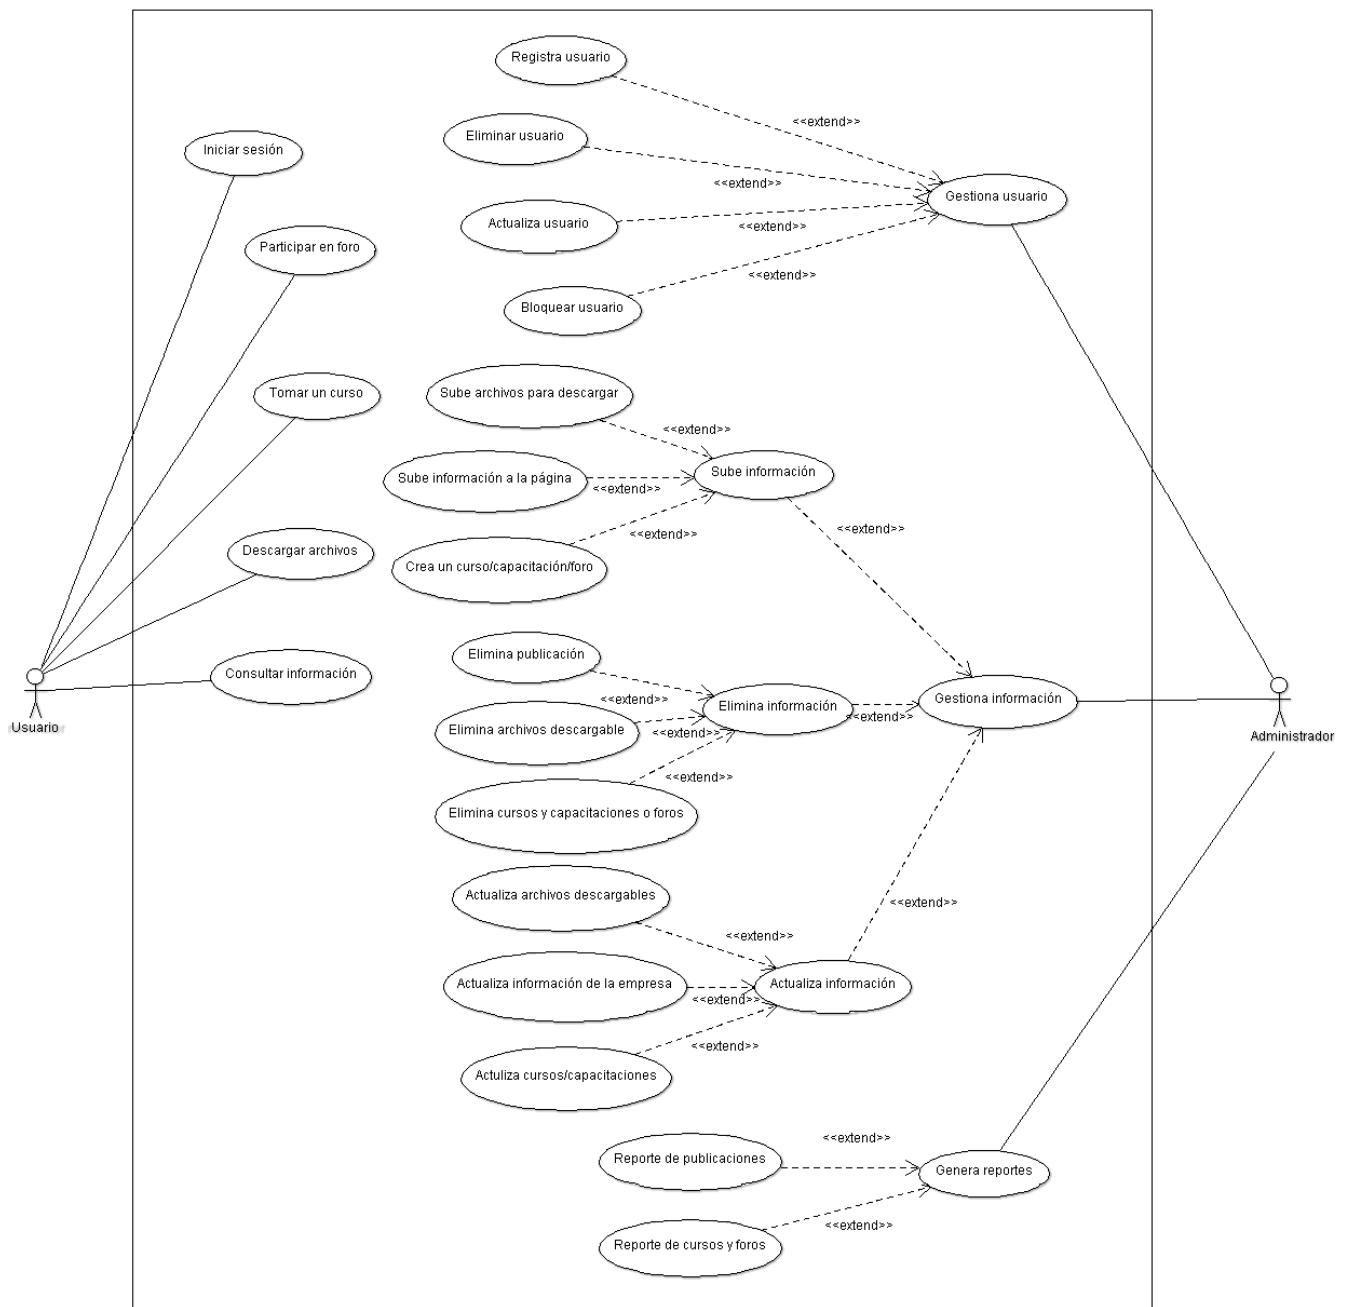 Registra usuario
<<extend>>
Eliminar usuario
Iniciar sesión
<<extend>>
Gestiona usuario
Actualiza usuario
<<extend>>
Participar en foro
<<extend>>
Bloquear usuario
Tomar un curso
Sube archivos para descargar
<<extend>>
Sube información
Sube información a la página
<<extend>>
<<extend>>
<<extend>>
Descargar archivos
Crea un curso/capacitación/foro
Elimina publicación
Consultar información
<<extend>>
Elimina información
Gestiona información
<<extend>>
Usuario
Elimina archivos descargable
<<extend>>
Administrador
<<extend>>
Elimina cursos y capacitaciones o foros
Actualiza archivos descargables
<<extend>>
<<extend>>
Actualiza información de la empresa
Actualiza información
<<extend>>
<<extend>>
Actuliza cursos/capacitaciones
<<extend>>
Reporte de publicaciones
Genera reportes
<<extend>>
Reporte de cursos y foros